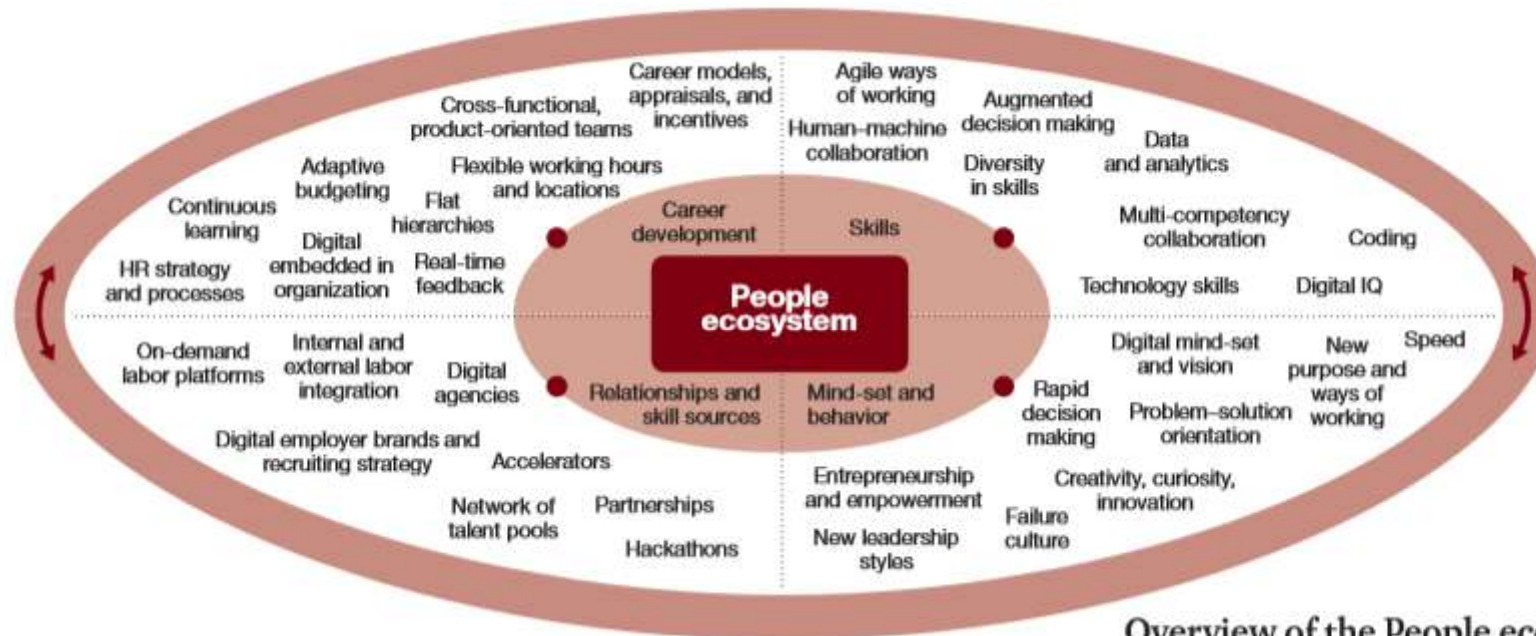 Career models,
appraisals, and
incentives
Cross-functional,
product-oriented teams
Adaptive
budgeting
Flexible working hours
and locations
Continuous
learning
Flat
hierarchies
Digital
embedded in
organization
Real-time
feedback
HR strategy
and processes
Agile ways
of working
Augmented
decision making
Human–machine
collaboration
Data
and analytics
Diversity
in skills
Multi-competency
collaboration
Coding
Technology skills
Digital IQ
Career
development
Skills
People
ecosystem
Relationships and
skill sources
Mind-set and
behavior
On-demand
labor platforms
Internal and
external labor
integration
Digital
agencies
Digital employer brands and
recruiting strategy
Accelerators
Network of
talent pools
Partnerships
Hackathons
Digital mind-set
and vision
New
purpose and
ways of
working
Speed
Rapid
decision
making
Problem–solution
orientation
Entrepreneurship
and empowerment
Creativity, curiosity,
innovation
Failure
culture
New leadership
styles
Overview of the People